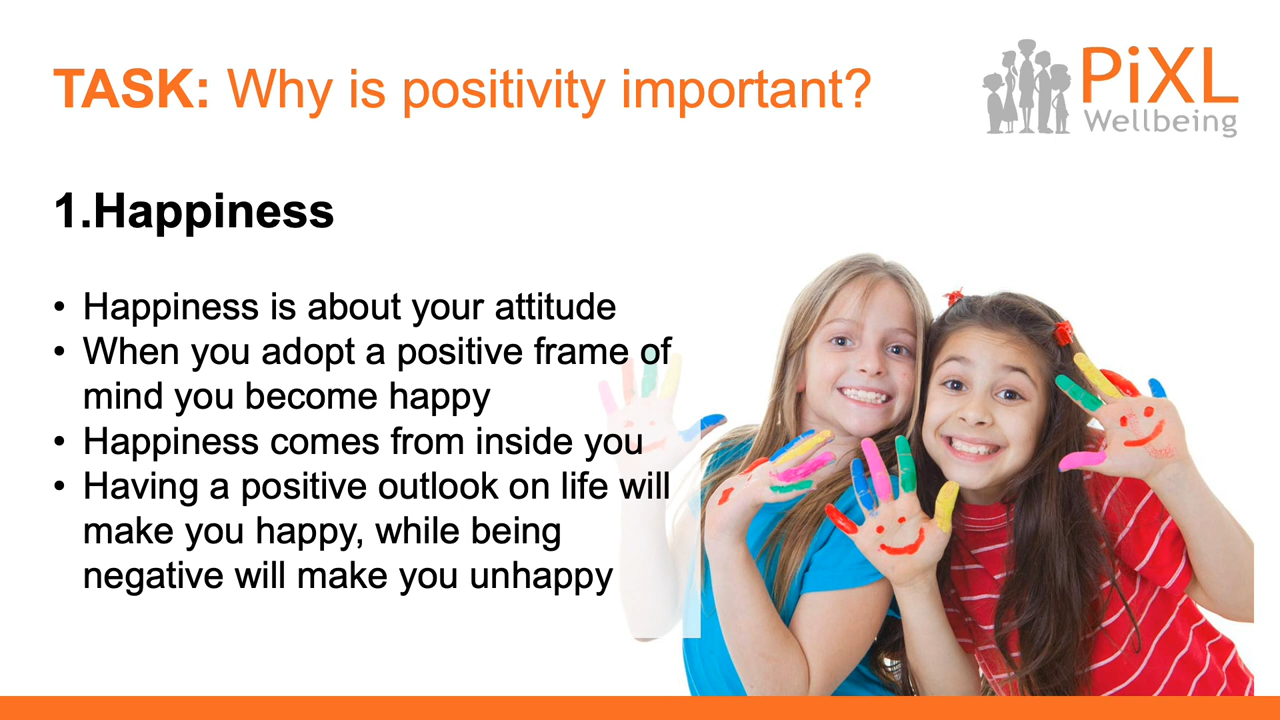 TASK: Why is positivity important?
PiXL
Wellbeing
1.Happiness
• Happiness is about your attitude
• When you adopt a positive frame of
mind you become happy
• Happiness comes from inside you
• Having a positive outlook on life will
make you happy, while being
negative will make you unhappy